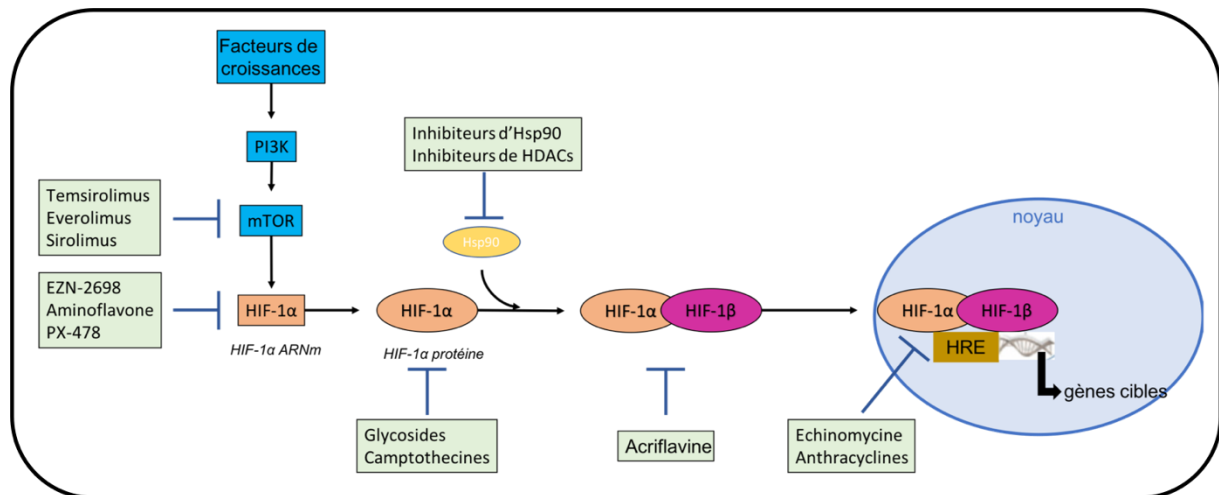 Facteurs de
croissances
PI3K
mTOR
Temsirolimus
Everolimus
Sirolimus
EZN-2698
Aminoflavone
PX-478
HIF-1α
HIF-1α ARNm
Inhibiteurs d'Hsp90
Inhibiteurs de HDACs
Hsp90
HIF-1α
HIF-1α protéine
Glycosides
Camptothecines
HIF-1α
HIF-1β
Acriflavine
noyau
HIF-1α
HIF-1β
HRE
gènes cibles
Echinomycine
Anthracyclines